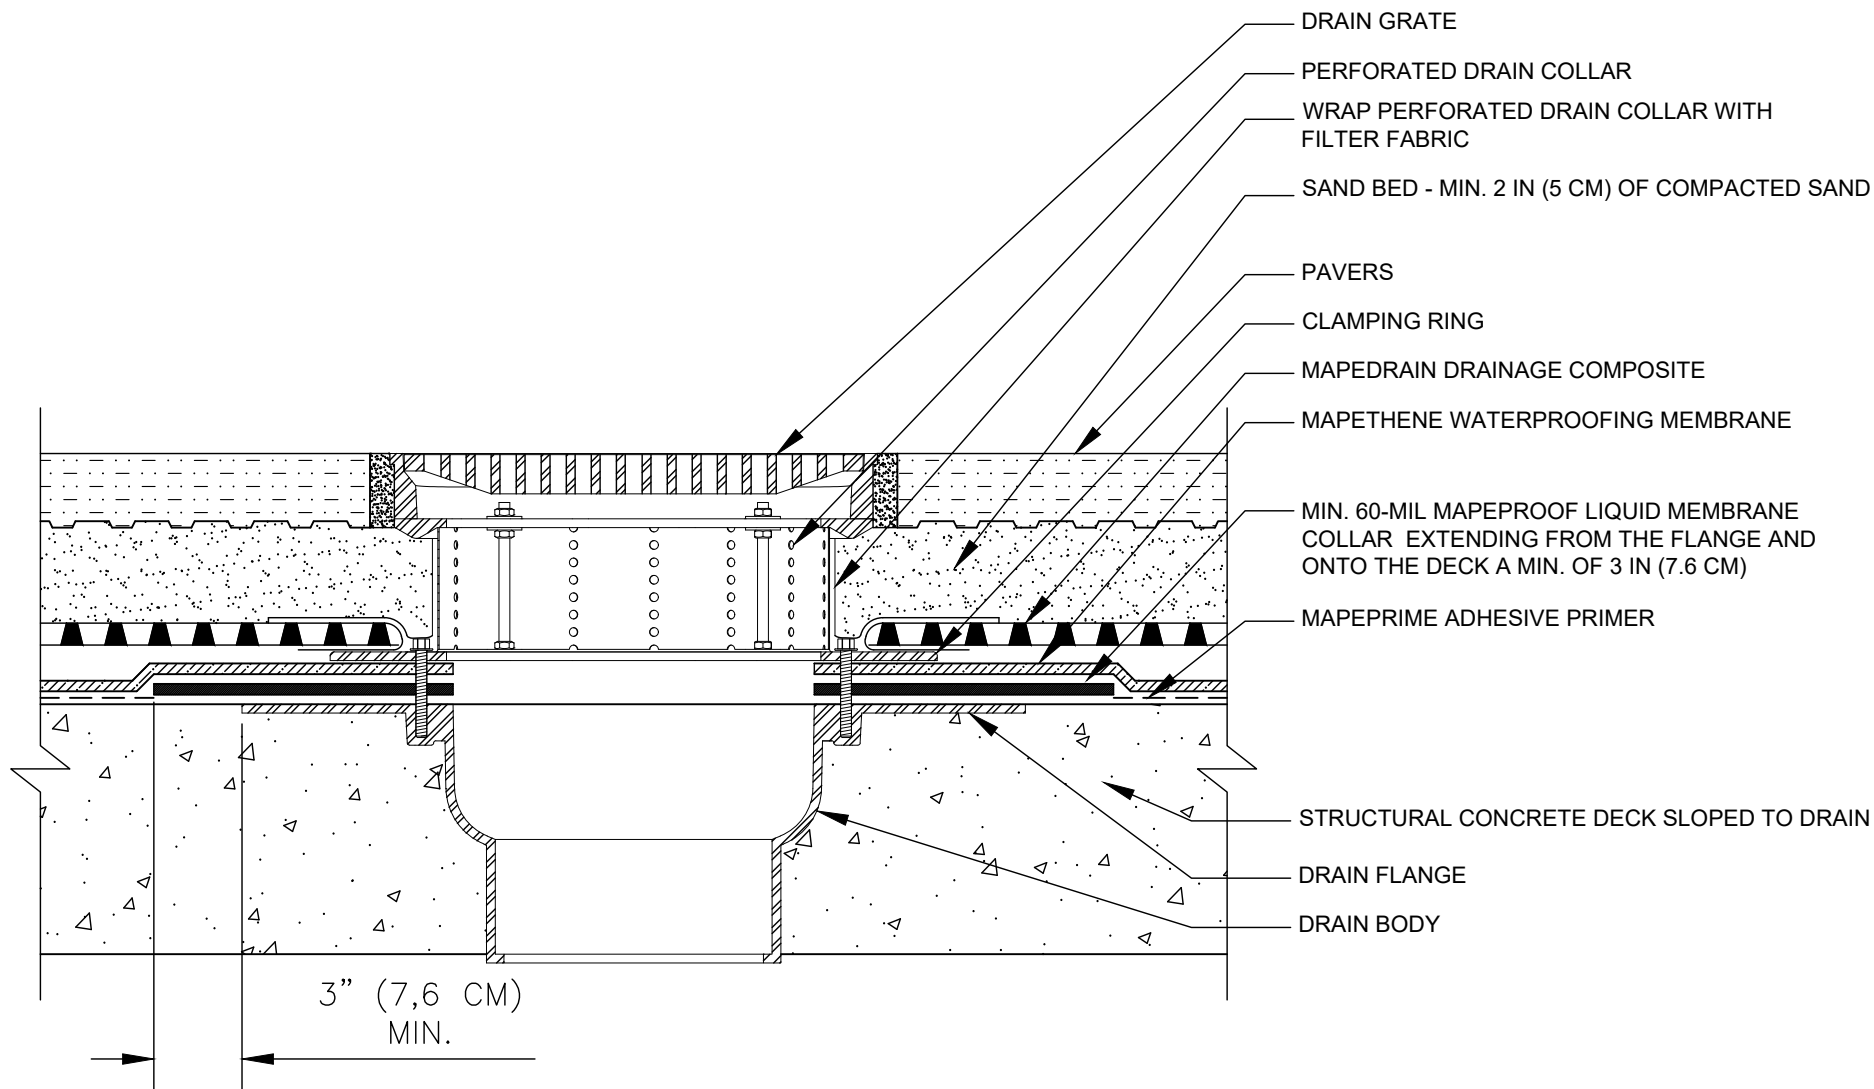 DRAIN GRATE
PERFORATED DRAIN COLLAR
WRAP PERFORATED DRAIN COLLAR WITH
FILTER FABRIC
SAND BED - MIN. 2 IN (5 CM) OF COMPACTED SAND
PAVERS
CLAMPING RING
MAPEDRAIN DRAINAGE COMPOSITE
MAPETHENE WATERPROOFING MEMBRANE
MIN. 60-MIL MAPEPROOF LIQUID MEMBRANE
COLLAR EXTENDING FROM THE FLANGE AND
ONTO THE DECK A MIN. OF 3 IN (7.6 CM)
MAPEPRIME ADHESIVE PRIMER
STRUCTURAL CONCRETE DECK SLOPED TO DRAIN
DRAIN FLANGE
DRAIN BODY
3” (7,6 CM)
MIN.